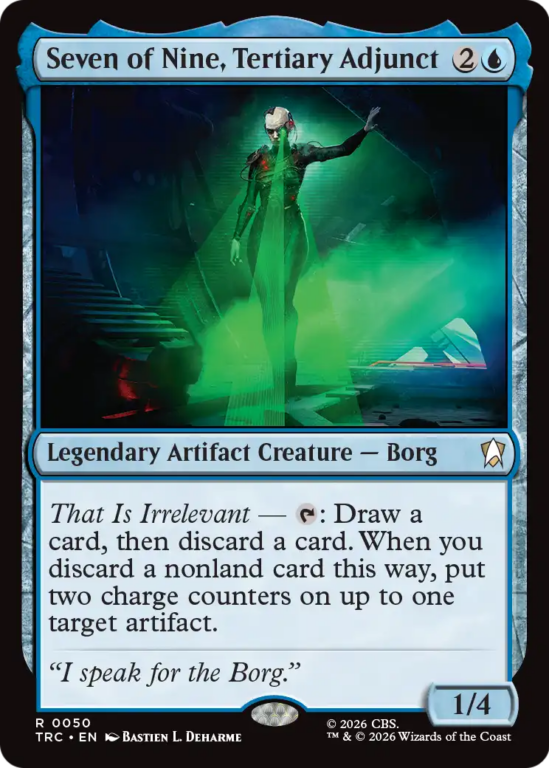 Seven of Nine, Tertiary Adjunct 2
Legendary Artifact Creature — Borg
That Is Irrelevant — : Draw a
card, then discard a card. When you
discard a nonland card this way, put
two charge counters on up to one
target artifact.
“I speak for the Borg.”
1/4
R 0050
TRC • EN Bastien L. Deharme
© 2026 CBS.
™ & © 2026 Wizards of the Coast